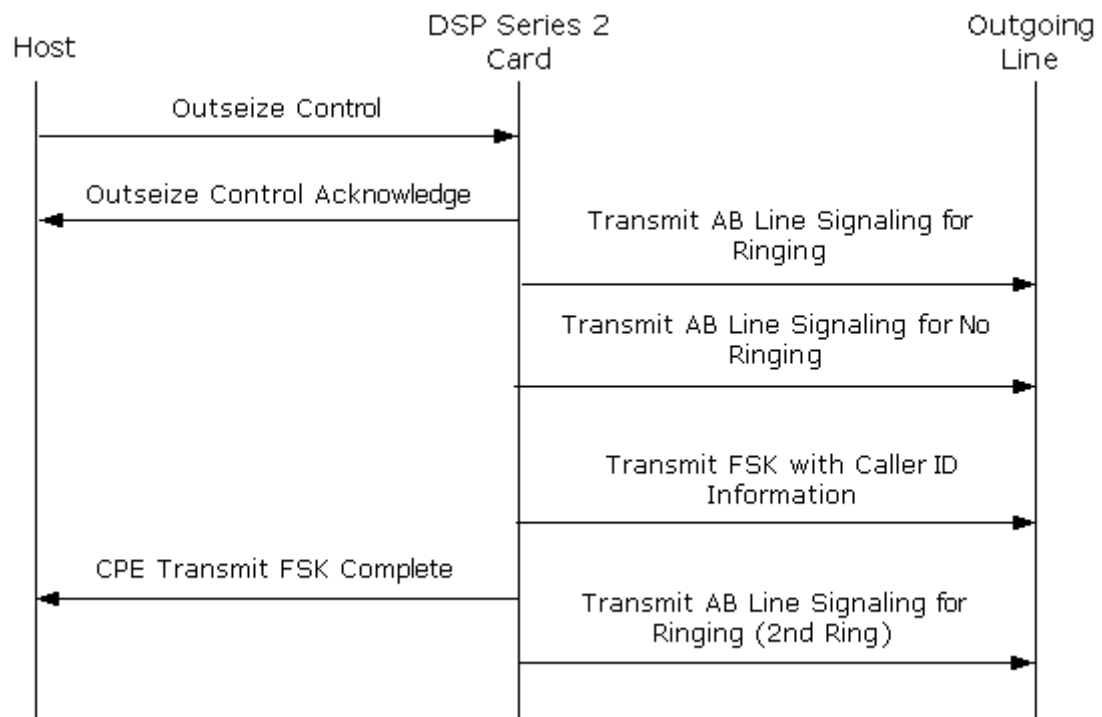 Host
DSP Series 2
Card
Outgoing
Line
Outseize Control
Outseize Control Acknowledge
Transmit AB Line Signaling for
Ringing
Transmit AB Line Signaling for No
Ringing
Transmit FSK with Caller ID
Information
CPE Transmit FSK Complete
Transmit AB Line Signaling for
Ringing (2nd Ring)